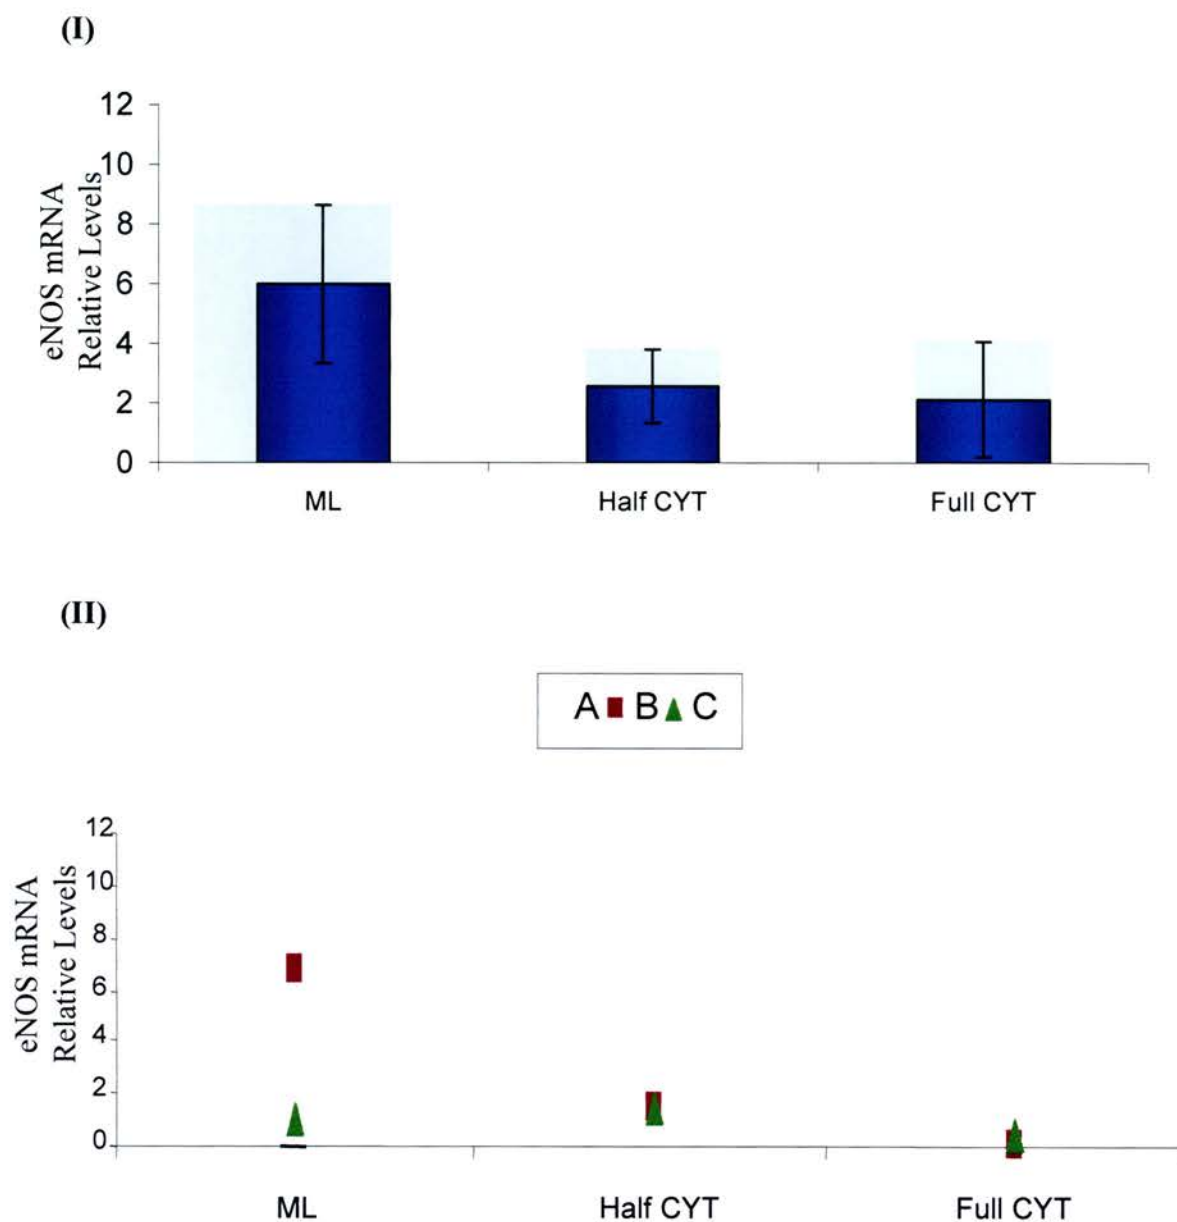 (I)
12
10
8
6
4
2
0
eNOS mRNA
Relative Levels
ML Half CYT Full CYT
(II)
A B C
12
10
8
6
4
2
0
eNOS mRNA
Relative Levels
ML Half CYT Full CYT